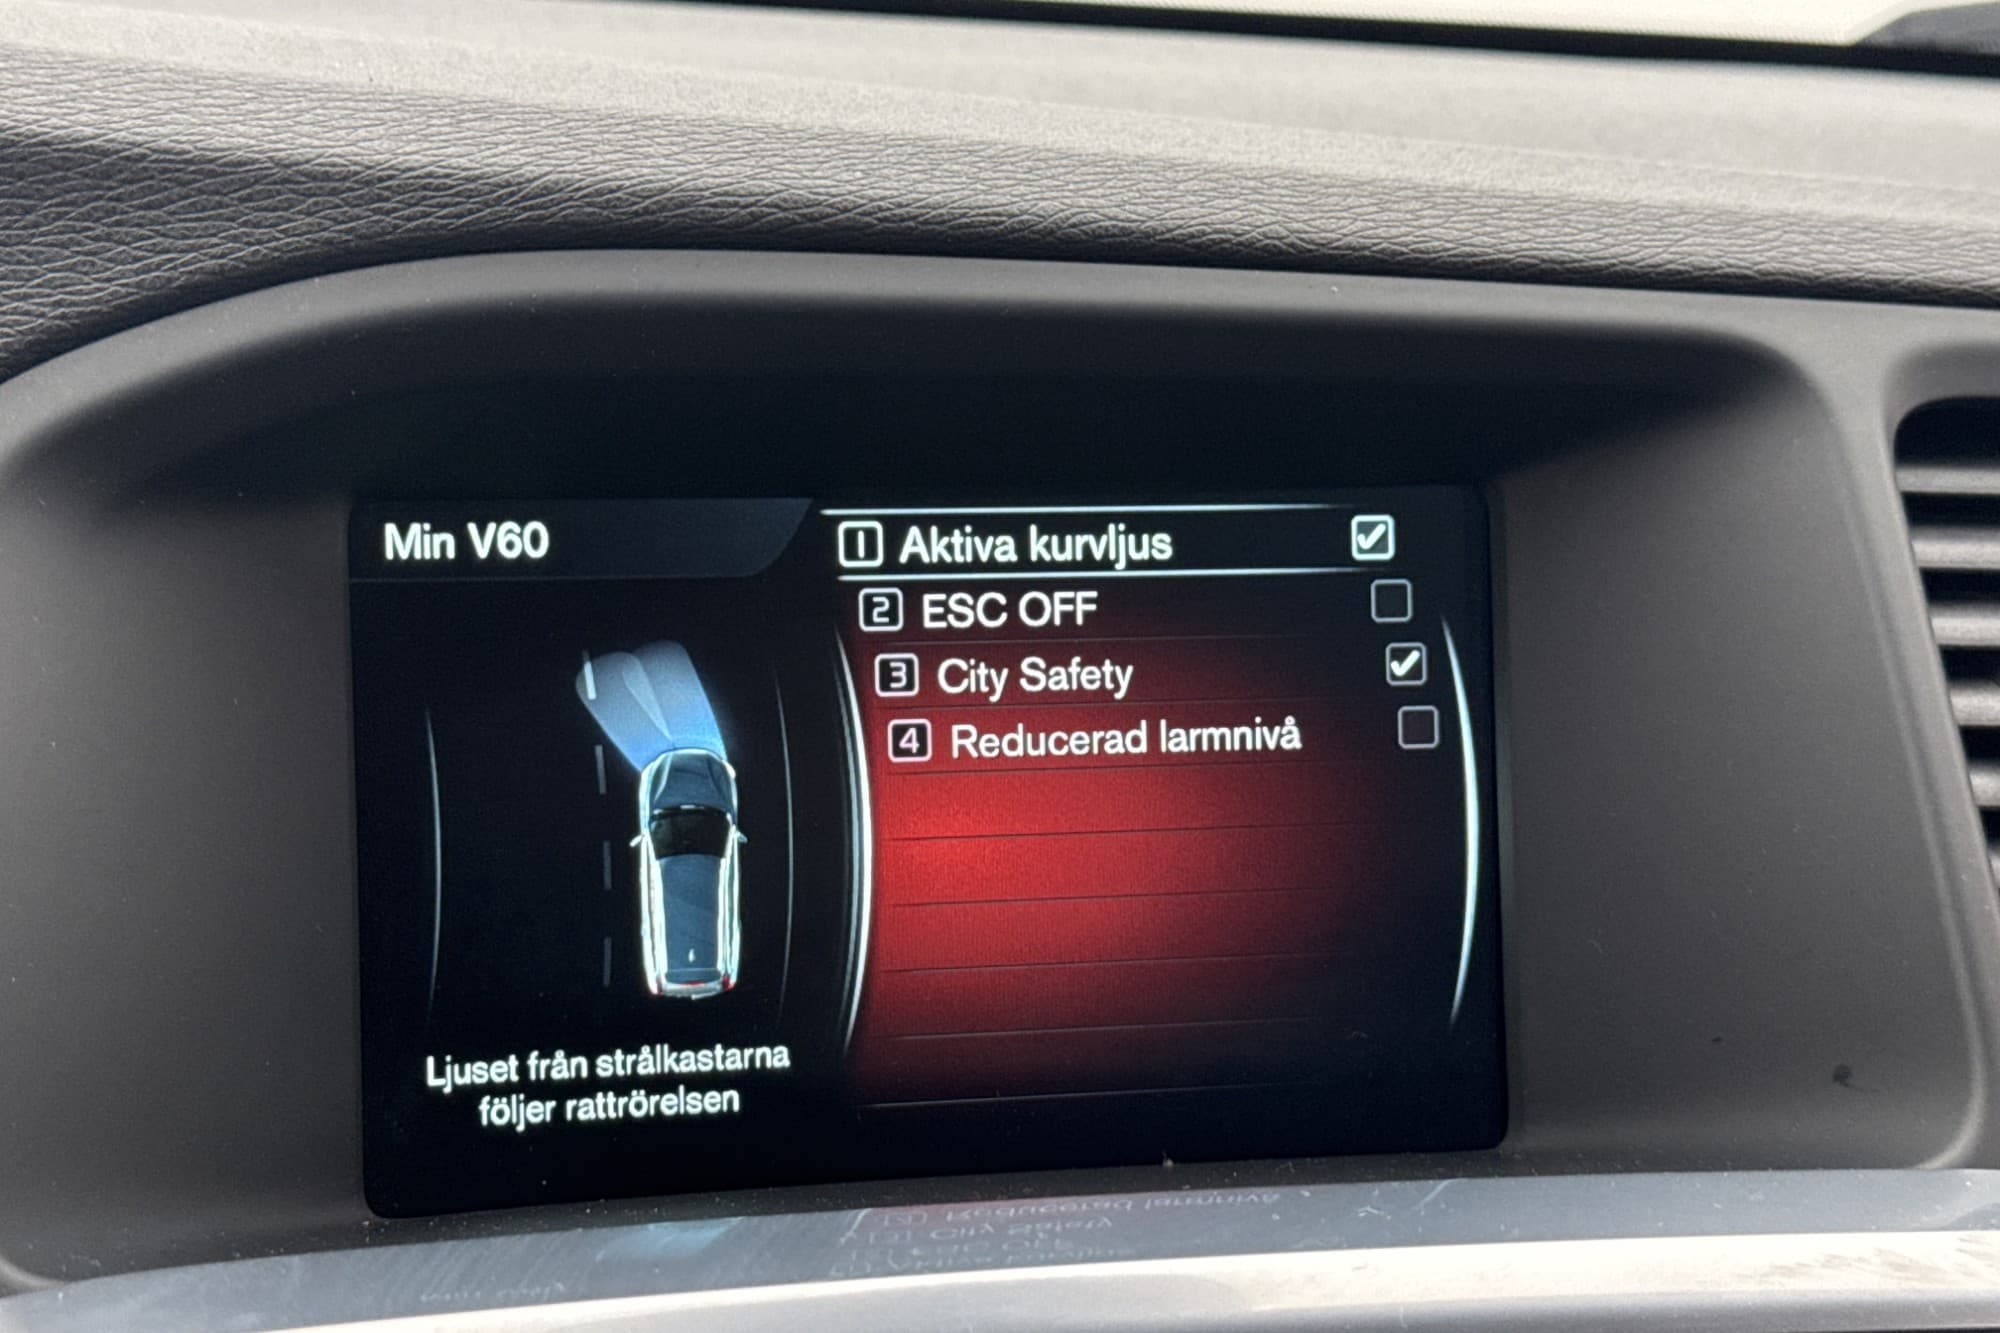 Min V60
1 Aktiva kurvljus
2 ESC OFF
3 City Safety
4 Reducerad larmnivå
Ljuset från strålkastarna
följer rattrörelsen